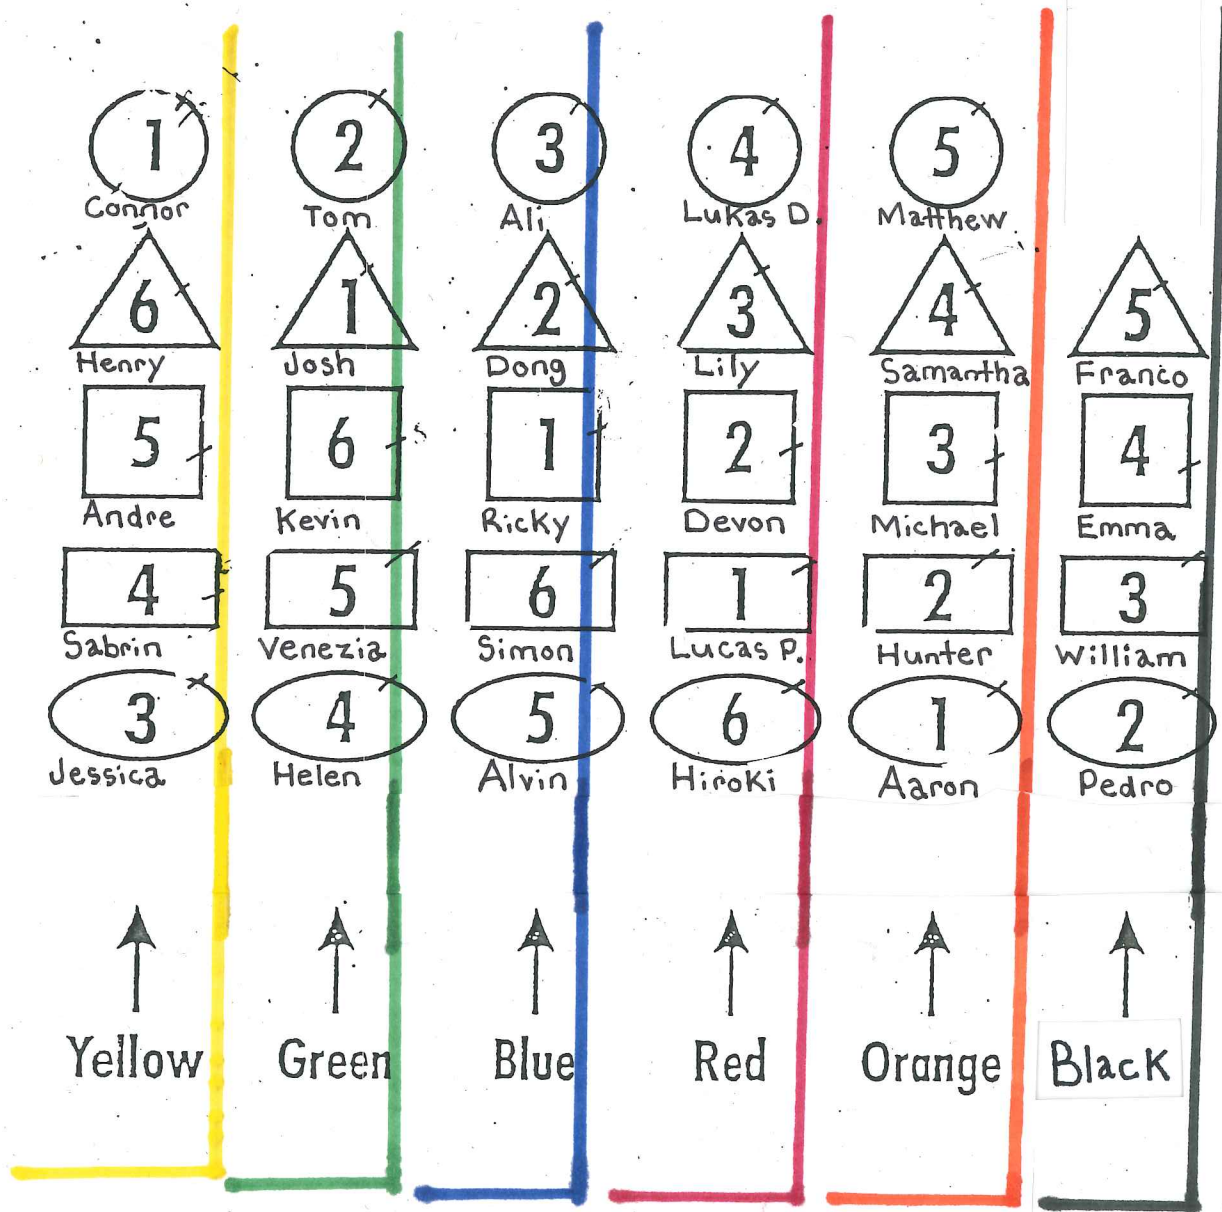 1 2 3 4 5
Connor Tom Ali Lukas D. Matthew
6 1 2 3 4 5
Henry Josh Dong Lily Samantha Franco
5 6 1 2 3 4
Andre Kevin Ricky Devon Michael Emma
4 5 6 1 2 3
Sabrin Venezia Simon Lucas P. Hunter William
3 4 5 6 1 2
Jessica Helen Alvin Hiroki Aaron Pedro
Yellow Green Blue Red Orange Black